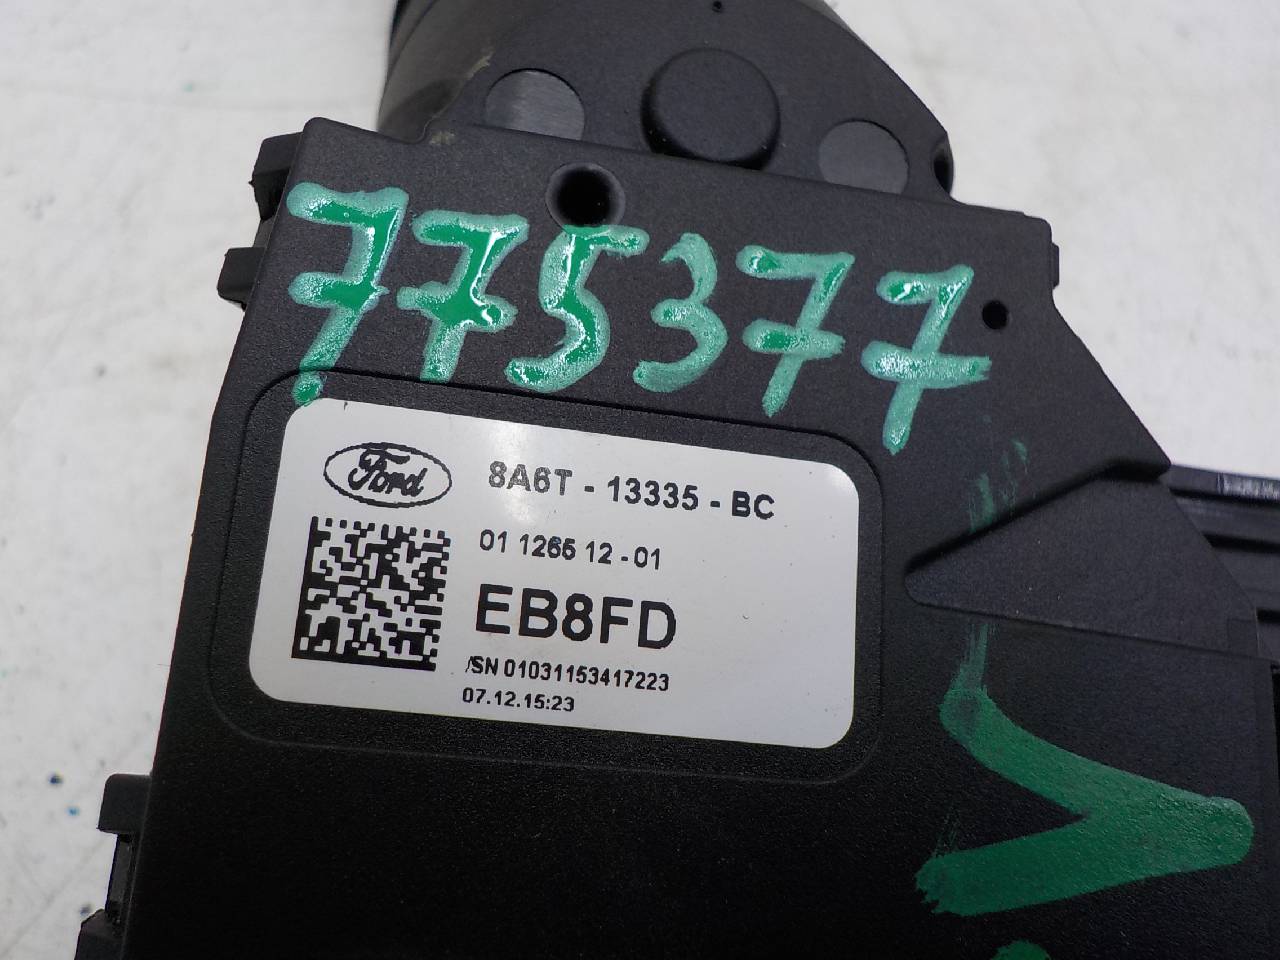 775377
Ford
8A6T - 13335 - BC
01 1265 12 - 01
EB8FD
/SN 01031153417223
07.12.15:23